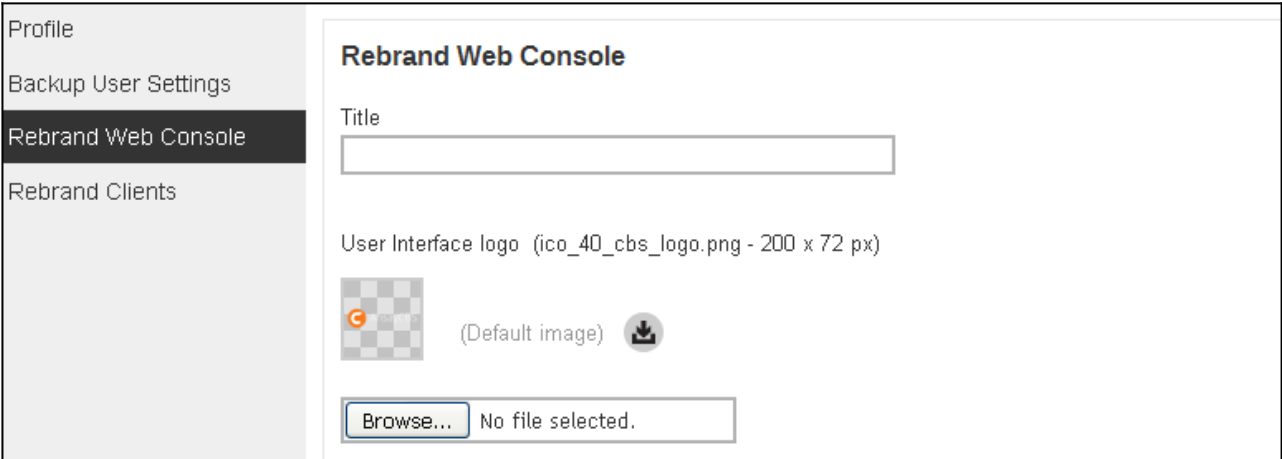 Profile
Backup User Settings
Rebrand Web Console
Rebrand Clients
Rebrand Web Console
Title
User Interface logo (ico_40_cbs_logo.png - 200 x 72 px)
(Default image)
Browse... No file selected.